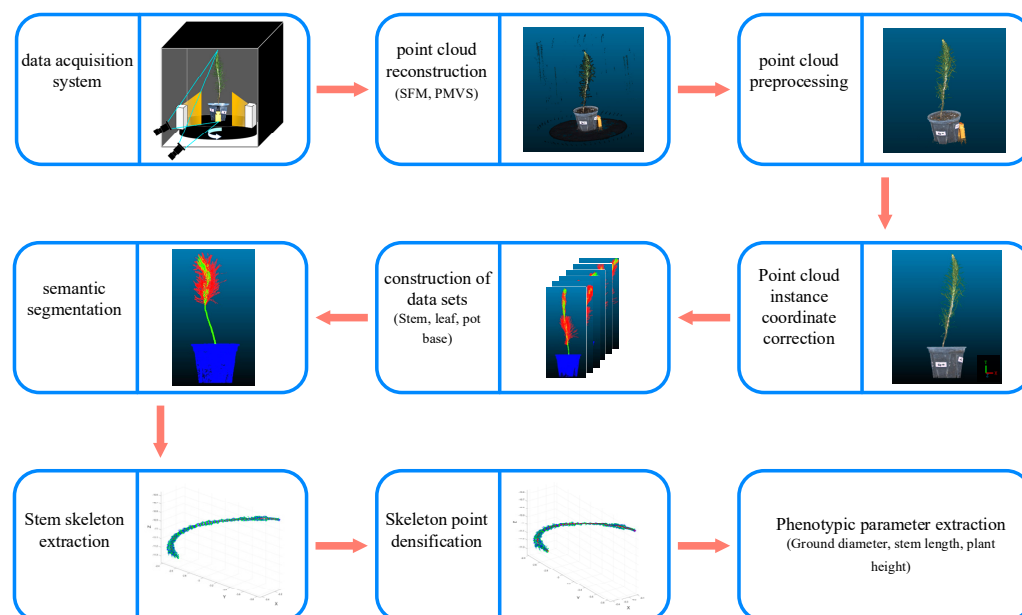 data acquisition
system
point cloud
reconstruction
(SFM, PMVS)
point cloud
preprocessing
semantic
segmentation
construction of
data sets
(Stem, leaf, pot
base)
Point cloud
instance
coordinate
correction
Stem skeleton
extraction
Skeleton point
densification
Phenotypic parameter extraction
(Ground diameter, stem length, plant
height)